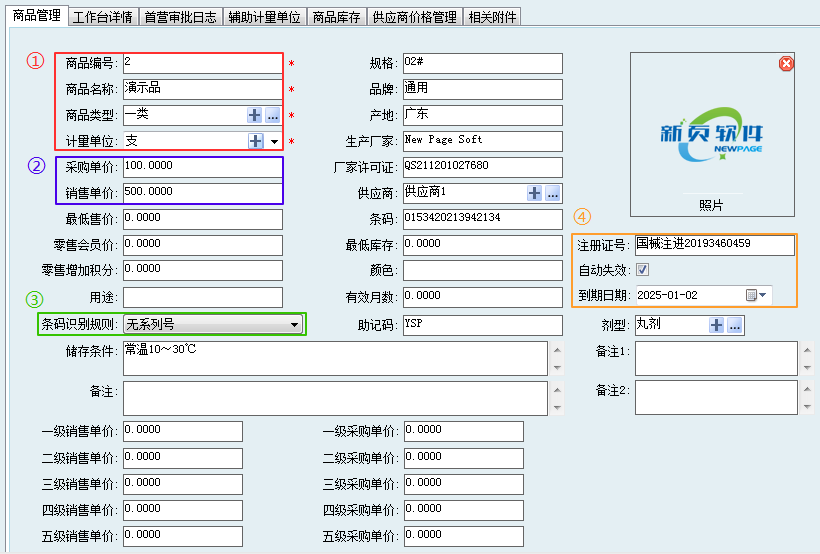 商品管理 工作台详情 首营审批日志 辅助计量单位 商品库存 供应商价格管理 相关附件
① 商品编号: 2 * 规格: 02#
商品名称: 演示品 * 品牌: 通用
商品类型: 一类 * 产地: 广东
计量单位: 支 * 生产厂家: New Page Soft
新页软件
NEWPAGE
照片
② 采购单价: 100.0000 厂家许可证: QS211201027680
销售单价: 500.0000 供应商: 供应商1
最低售价: 0.0000 条码: 0153420213942134 ④
零售会员价: 0.0000 最低库存: 0.0000 注册证号: 国械注进20193460459
零售增加积分: 0.0000 颜色: 自动失效:
用途: 有效月数: 0.0000 到期日期: 2025-01-02
③ 条码识别规则: 无系列号 助记码: YSP 剂型: 丸剂
储存条件: 常温10～30℃ 备注1:
备注: 备注2:
一级销售单价: 0.0000 一级采购单价: 0.0000
二级销售单价: 0.0000 二级采购单价: 0.0000
三级销售单价: 0.0000 三级采购单价: 0.0000
四级销售单价: 0.0000 四级采购单价: 0.0000
五级销售单价: 0.0000 五级采购单价: 0.0000